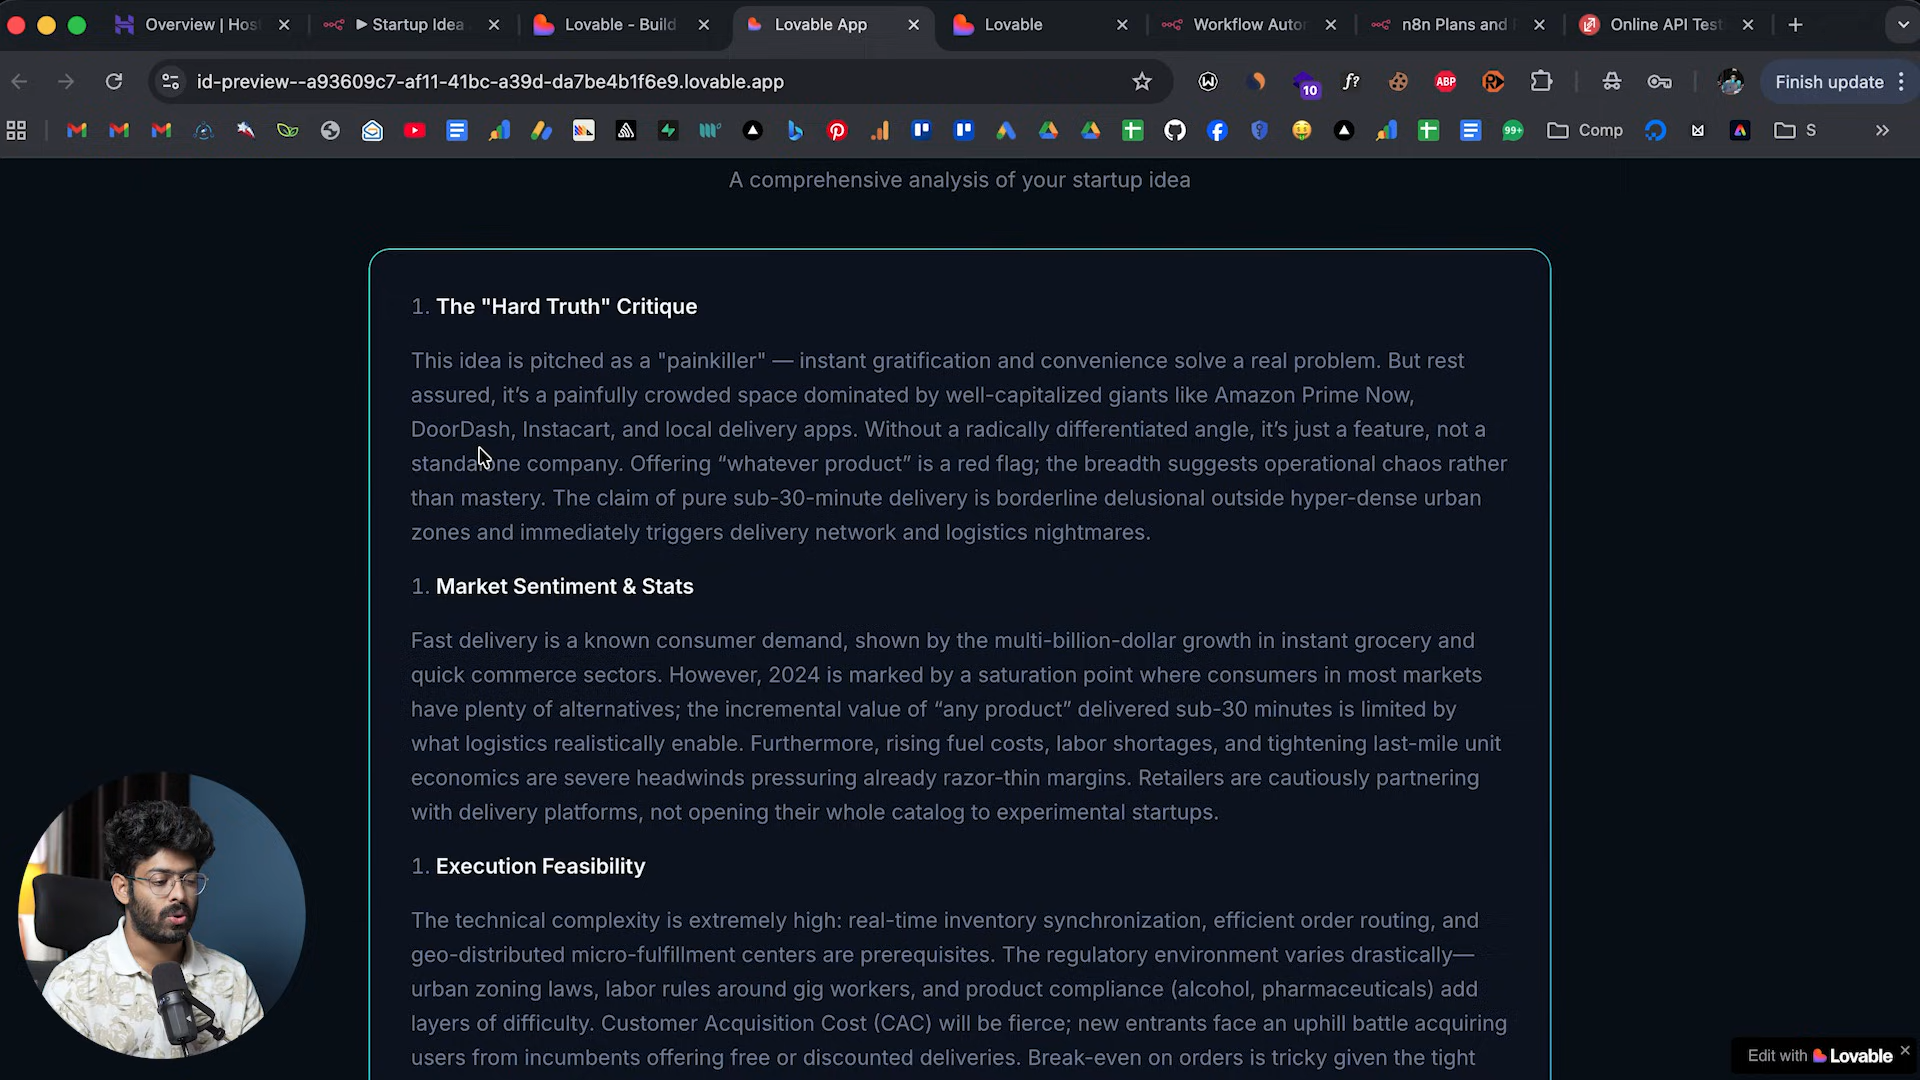 Overview | Hos
▶ Startup Idea
Lovable - Build
Lovable App
Lovable
Workflow Auto
n8n Plans and
Online API Test
id-preview--a93609c7-af11-41bc-a39d-da7be4b1f6e9.lovable.app
f?
10
ABP
Finish update
99+
Comp
S
A comprehensive analysis of your startup idea
1. The "Hard Truth" Critique
This idea is pitched as a "painkiller" — instant gratification and convenience solve a real problem. But rest
assured, it’s a painfully crowded space dominated by well-capitalized giants like Amazon Prime Now,
DoorDash, Instacart, and local delivery apps. Without a radically differentiated angle, it’s just a feature, not a
standalone company. Offering “whatever product” is a red flag; the breadth suggests operational chaos rather
than mastery. The claim of pure sub-30-minute delivery is borderline delusional outside hyper-dense urban
zones and immediately triggers delivery network and logistics nightmares.
1. Market Sentiment & Stats
Fast delivery is a known consumer demand, shown by the multi-billion-dollar growth in instant grocery and
quick commerce sectors. However, 2024 is marked by a saturation point where consumers in most markets
have plenty of alternatives; the incremental value of “any product” delivered sub-30 minutes is limited by
what logistics realistically enable. Furthermore, rising fuel costs, labor shortages, and tightening last-mile unit
economics are severe headwinds pressuring already razor-thin margins. Retailers are cautiously partnering
with delivery platforms, not opening their whole catalog to experimental startups.
1. Execution Feasibility
The technical complexity is extremely high: real-time inventory synchronization, efficient order routing, and
geo-distributed micro-fulfillment centers are prerequisites. The regulatory environment varies drastically—
urban zoning laws, labor rules around gig workers, and product compliance (alcohol, pharmaceuticals) add
layers of difficulty. Customer Acquisition Cost (CAC) will be fierce; new entrants face an uphill battle acquiring
users from incumbents offering free or discounted deliveries. Break-even on orders is tricky given the tight
Edit with Lovable